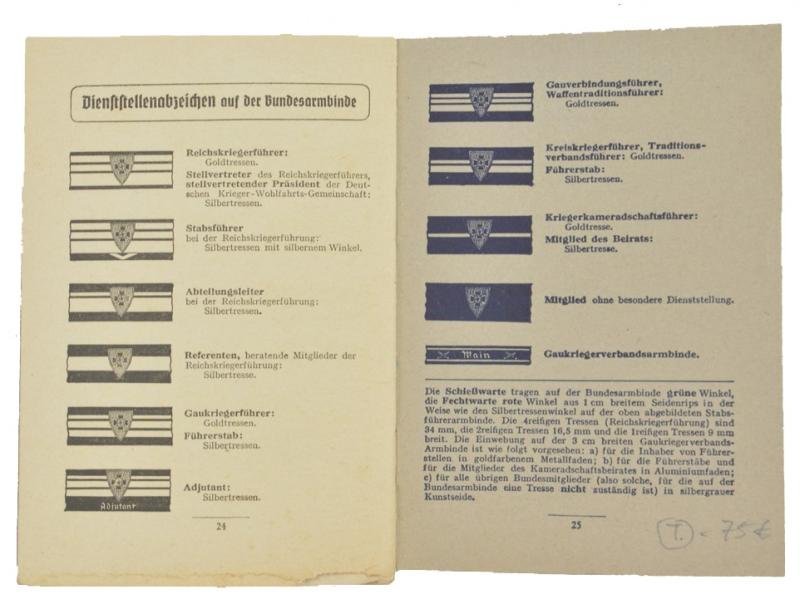 Dienststellenabzeichen auf der Bundesarmbinde
Reichskriegerführer:
Goldtressen.
Stellvertreter des Reichskriegerführers,
stellvertretender Präsident der Deut-
schen Krieger-Wohlfahrts-Gemeinschaft:
Silbertressen.
Stabsführer
bei der Reichskriegerführung:
Silbertressen mit silbernem Winkel.
Abteilungsleiter
bei der Reichskriegerführung:
Silbertressen.
Referenten, beratende Mitglieder der
Reichskriegerführung:
Silbertresse.
Gaukriegerführer:
Goldtressen.
Führerstab:
Silbertressen.
Adjutant
Adjutant:
Silbertressen.
24
Gauverbindungsführer,
Waffentraditionsführer:
Goldtressen.
Kreiskriegerführer, Traditions-
verbandsführer: Goldtressen.
Führerstab:
Silbertressen.
Kriegerkameradschaftsführer:
Goldtresse.
Mitglied des Beirats:
Silbertresse.
Mitglied ohne besondere Dienststellung.
Main
Gaukriegerverbandsarmbinde.
Die Schießwarte tragen auf der Bundesarmbinde grüne Winkel,
die Fechtwarte rote Winkel aus 1 cm breitem Seidenrips in der
Weise wie den Silbertressenwinkel auf der oben abgebildeten Stabs-
führerarmbinde. Die 4reifigen Tressen (Reichskriegerführung) sind
34 mm, die 2reifigen Tressen 16,5 mm und die 1reifigen Tressen 9 mm
breit. Die Einwebung auf der 3 cm breiten Gaukriegerverbands-
Armbinde ist wie folgt vorgesehen: a) für die Inhaber von Führer-
stellen in goldfarbenem Metallfaden; b) für die Führerstäbe und
für die Mitglieder des Kameradschaftsbeirates in Aluminiumfaden;
c) für alle übrigen Bundesmitglieder (also solche, für die auf der
Bundesarmbinde eine Tresse nicht zuständig ist) in silbergrauer
Kunstseide.
25
T. = 75€